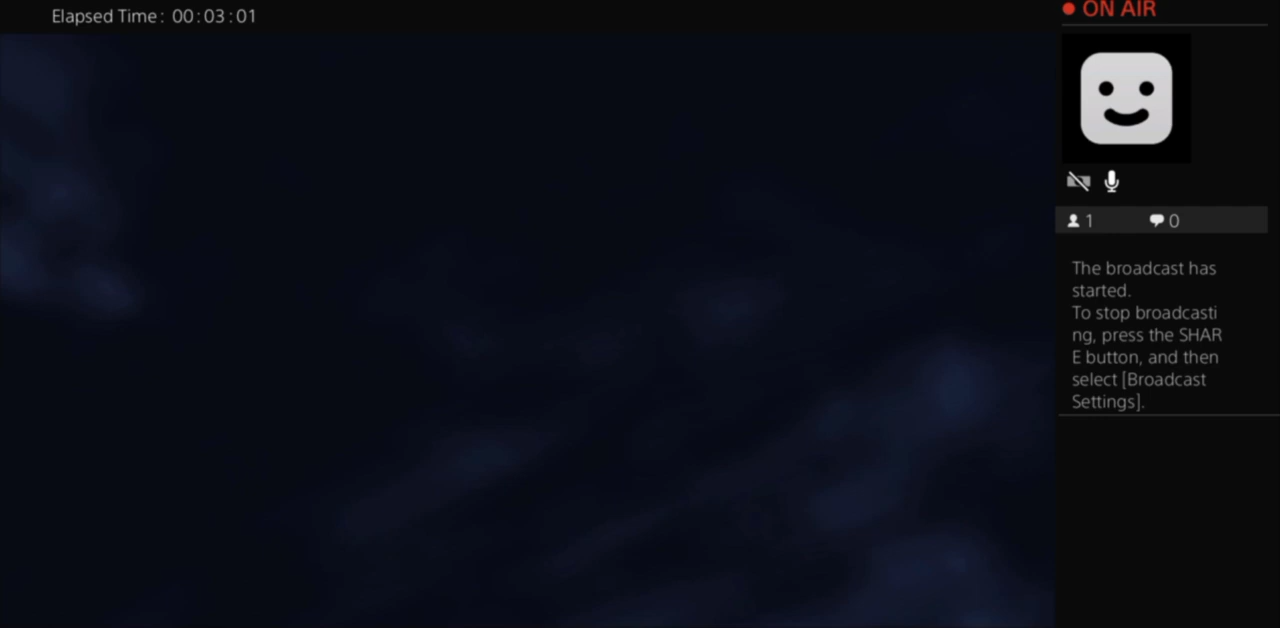 Elapsed Time: 00:03:01
ON AIR
1
0
The broadcast has
started.
To stop broadcasti
ng, press the SHAR
E button, and then
select [Broadcast
Settings].